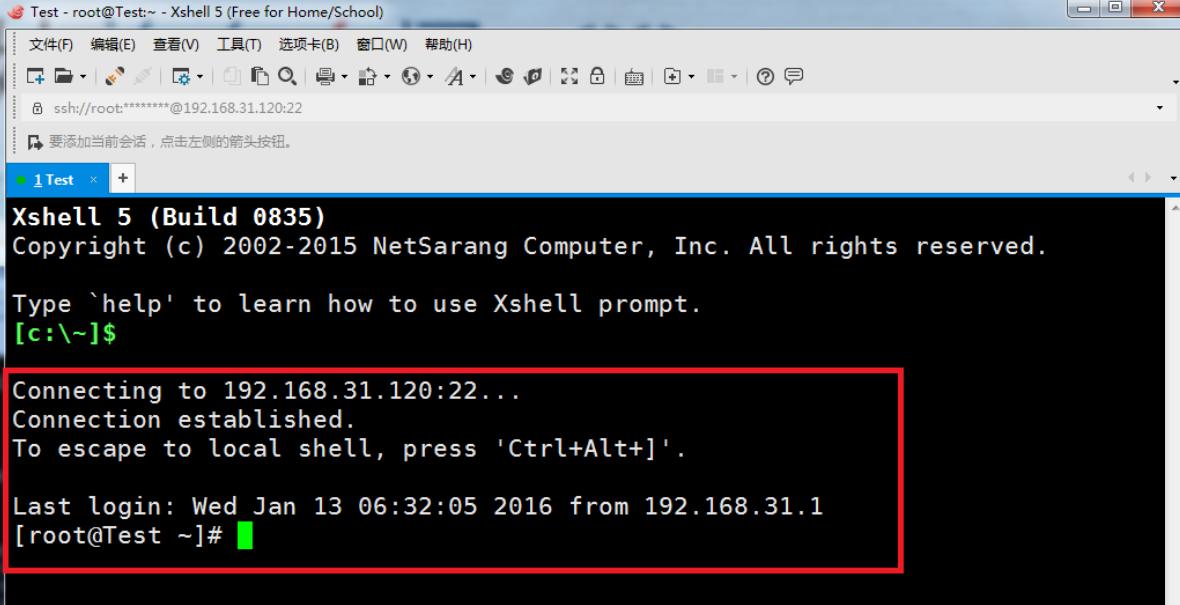 Test - root@Test:~ - Xshell 5 (Free for Home/School)
文件(F) 编辑(E) 查看(V) 工具(T) 选项卡(B) 窗口(W) 帮助(H)
ssh://root:********@192.168.31.120:22
要添加当前会话，点击左侧的箭头按钮。
1 Test × +
Xshell 5 (Build 0835)
Copyright (c) 2002-2015 NetSarang Computer, Inc. All rights reserved.
Type `help' to learn how to use Xshell prompt.
[c:\~]$
Connecting to 192.168.31.120:22...
Connection established.
To escape to local shell, press 'Ctrl+Alt+]'.
Last login: Wed Jan 13 06:32:05 2016 from 192.168.31.1
[root@Test ~]#